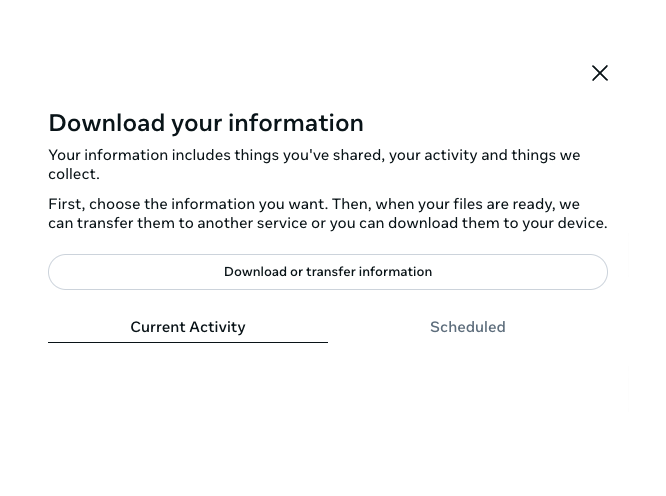 Download your information
Your information includes things you've shared, your activity and things we
collect.
First, choose the information you want. Then, when your files are ready, we
can transfer them to another service or you can download them to your device.
Download or transfer information
Current Activity
Scheduled